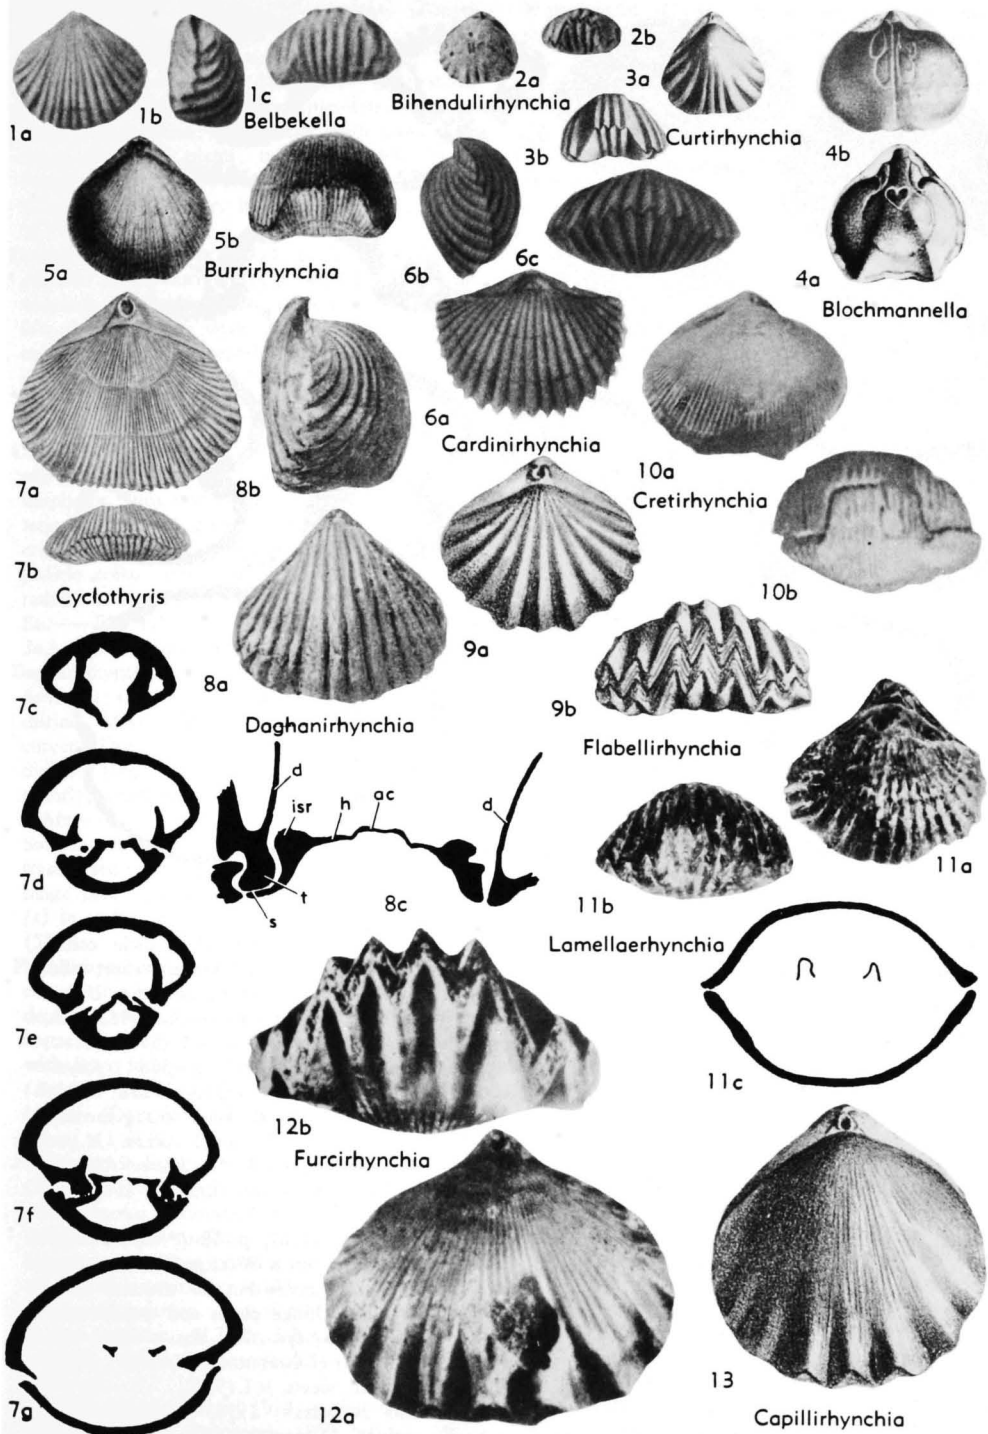 1a
1b
1c
Belbekella
2a
2b
Bihendulirhynchia
3a
3b
Curtirhynchia
4b
4a
Blochmannella
5a
5b
Burrirhynchia
6b
6c
6a
Cardinirhynchia
7a
7b
Cyclothyris
8b
8a
Daghanirhynchia
9a
9b
Flabellirhynchia
10a
Cretirhynchia
10b
7c
7d
7e
7f
7g
d
isr
h
ac
d
t
s
8c
11a
11b
Lamellaerhynchia
11c
12b
Furcirhynchia
12a
13
Capillirhynchia